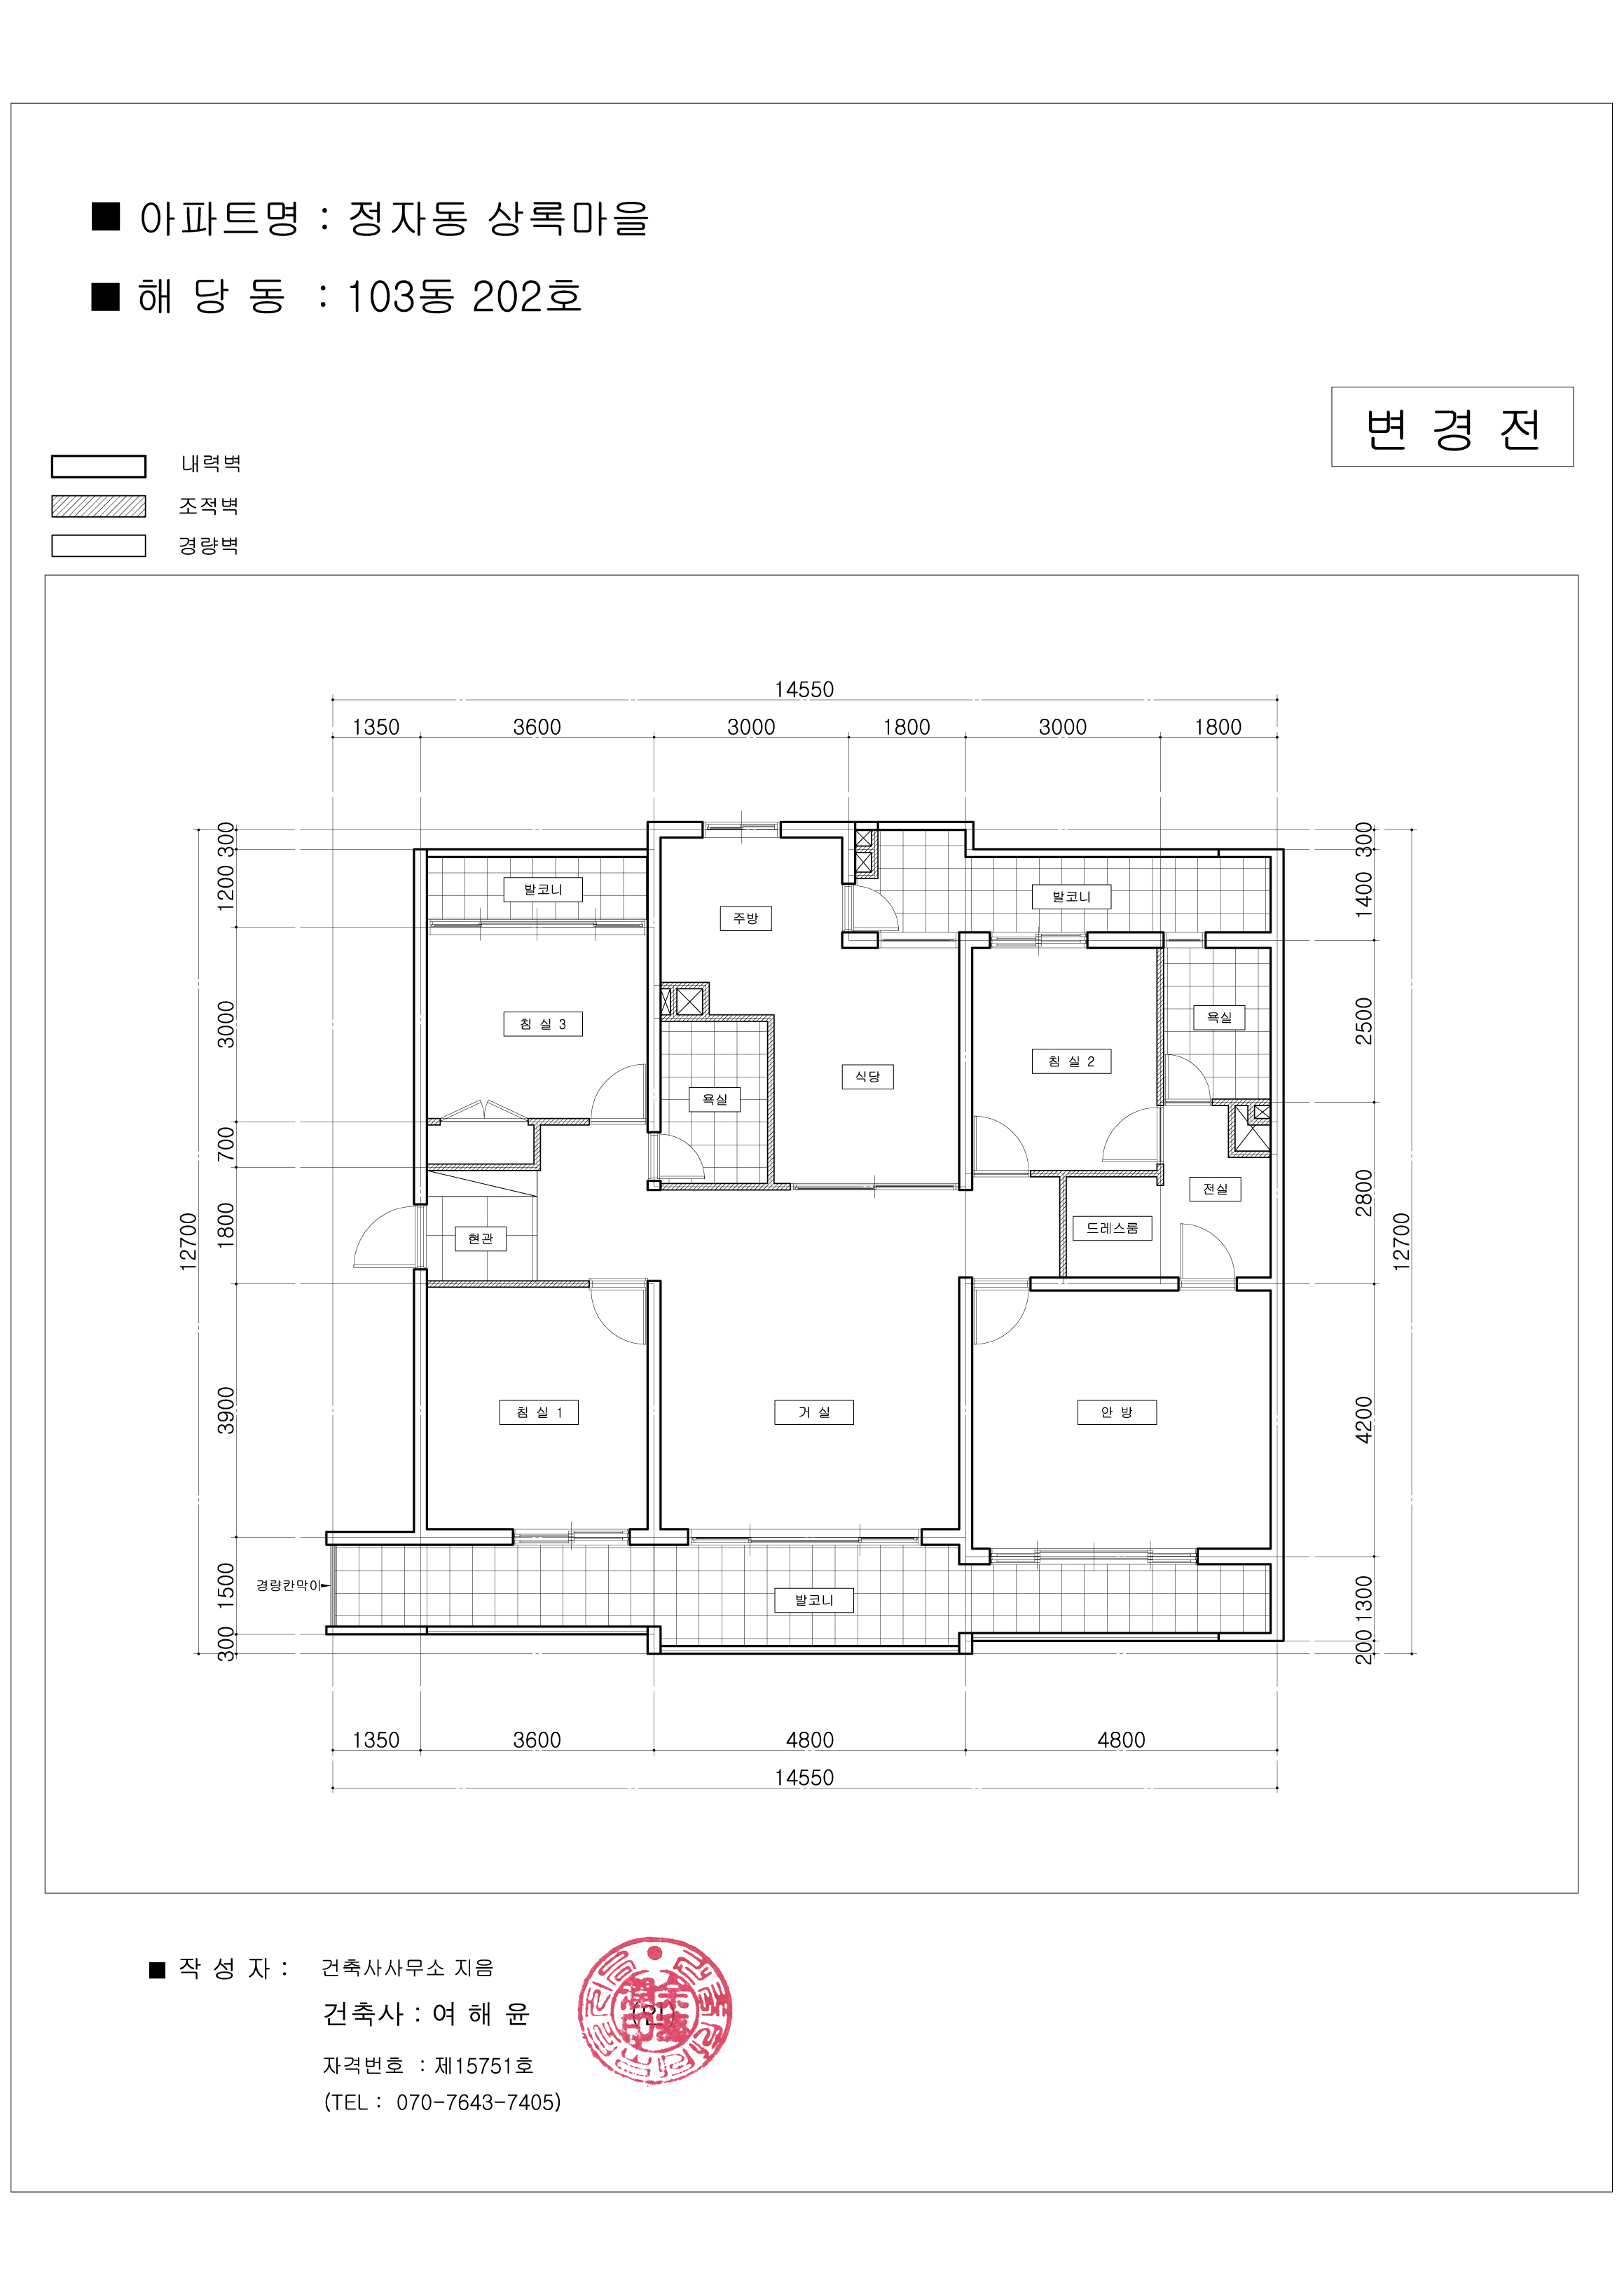 ■ 아파트명 : 정자동 상록마을
■ 해 당 동 : 103동 202호
변 경 전
내력벽
조적벽
경량벽
14550
1350 3600 3000 1800 3000 1800
300
1200
3000
700
1800
3900
1500
300
12700
300
1400
2500
2800
4200
1300
200
12700
발코니
발코니
주방
침 실 3
욕실
식당
침 실 2
욕실
전실
드레스룸
현관
침 실 1
거 실
안 방
경량칸막이
발코니
1350 3600 4800 4800
14550
■ 작 성 자 : 건축사사무소 지음
건축사 : 여 해 윤 (인)
자격번호 : 제15751호
(TEL : 070-7643-7405)